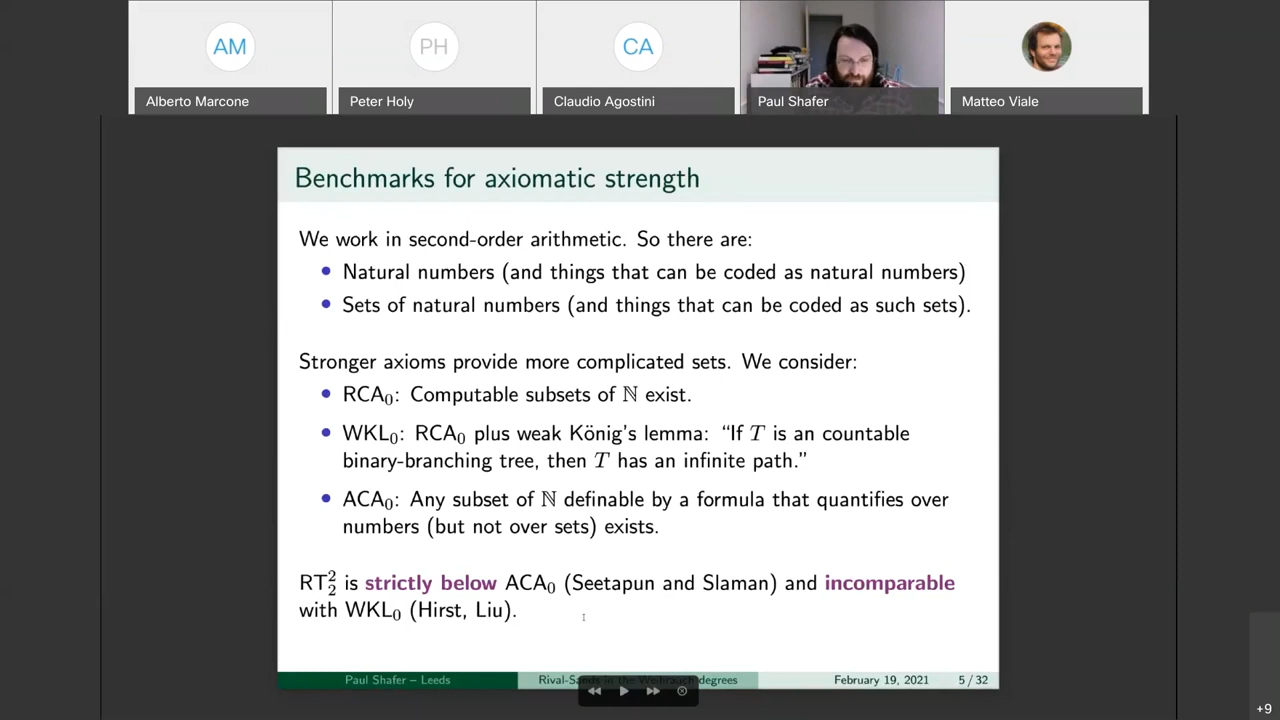 AM
PH
CA
Alberto Marcone
Peter Holy
Claudio Agostini
Paul Shafer
Matteo Viale
Benchmarks for axiomatic strength
We work in second-order arithmetic. So there are:
• Natural numbers (and things that can be coded as natural numbers)
• Sets of natural numbers (and things that can be coded as such sets).
Stronger axioms provide more complicated sets. We consider:
• RCA₀: Computable subsets of ℕ exist.
• WKL₀: RCA₀ plus weak König's lemma: “If T is an countable
binary-branching tree, then T has an infinite path.”
• ACA₀: Any subset of ℕ definable by a formula that quantifies over
numbers (but not over sets) exists.
RT²₂ is strictly below ACA₀ (Seetapun and Slaman) and incomparable
with WKL₀ (Hirst, Liu).
Paul Shafer – Leeds
Rival-Sands in the Weihrauch degrees
February 19, 2021
5 / 32
+9